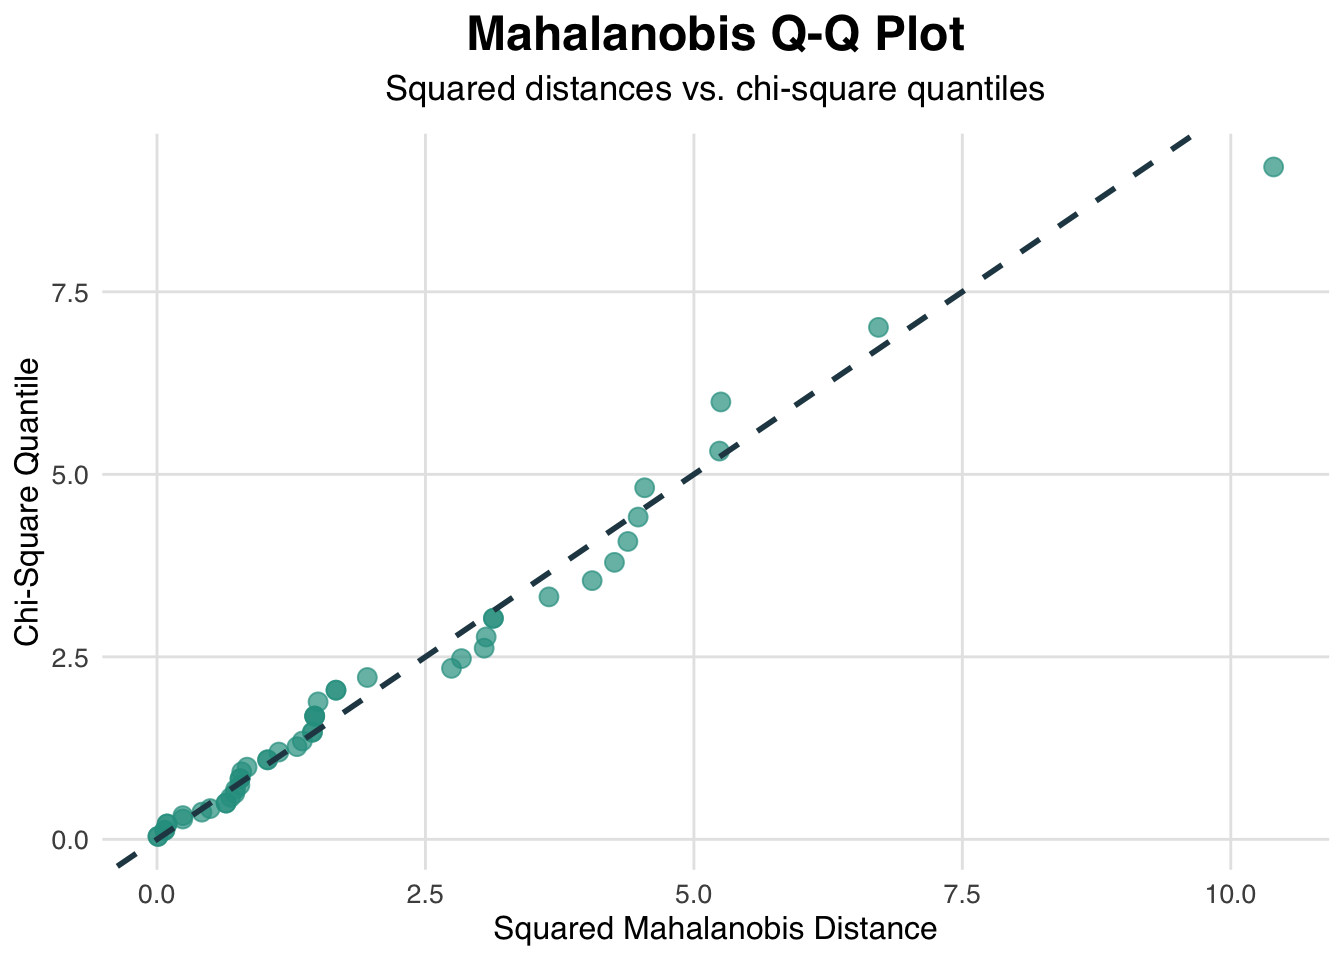 Mahalanobis Q-Q Plot
Squared distances vs. chi-square quantiles
Chi-Square Quantile
7.5
5.0
2.5
0.0
0.0 2.5 5.0 7.5 10.0
Squared Mahalanobis Distance